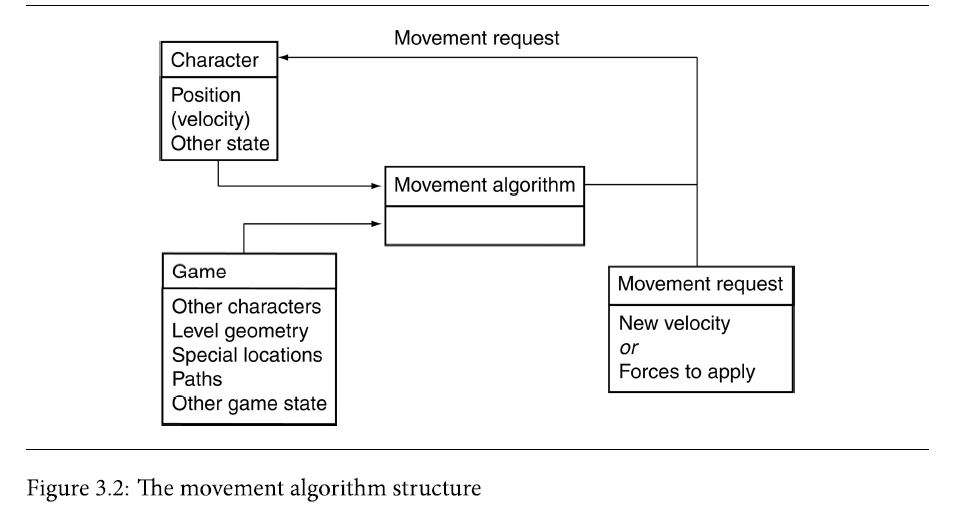 Movement request
Character
Position
(velocity)
Other state
Movement algorithm
Game
Other characters
Level geometry
Special locations
Paths
Other game state
Movement request
New velocity
or
Forces to apply
Figure 3.2: The movement algorithm structure